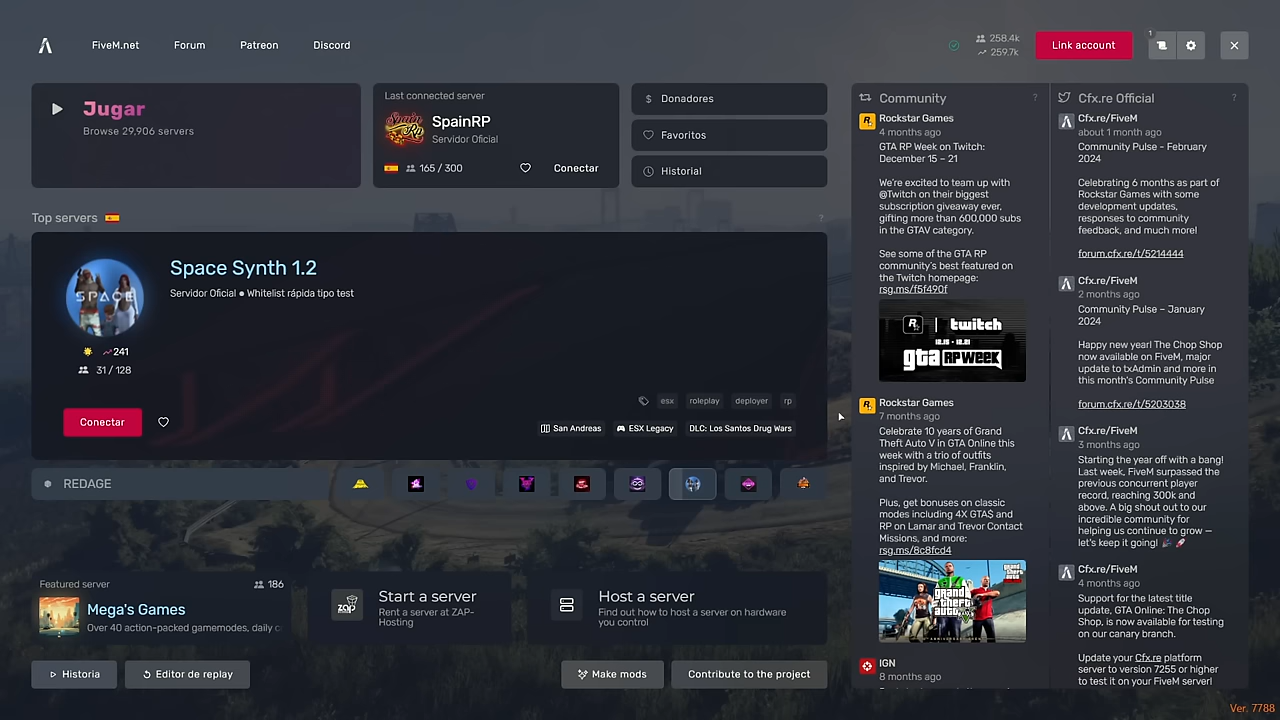 FiveM.net
Forum
Patreon
Discord
258.4k
259.7k
Link account
1
Jugar
Browse 29,906 servers
Last connected server
SpainRP
Servidor Oficial
165 / 300
Conectar
$ Donadores
Favoritos
Historial
Top servers
?
SPACE
Space Synth 1.2
Servidor Oficial ● Whitelist rápida tipo test
241
31 / 128
Conectar
esx
roleplay
deployer
rp
San Andreas
ESX Legacy
DLC: Los Santos Drug Wars
REDAGE
Featured server
186
Mega's Games
Over 40 action-packed gamemodes, daily c
ZAP
Start a server
Rent a server at ZAP-
Hosting
Host a server
Find out how to host a server on hardware
you control
Historia
Editor de replay
Make mods
Contribute to the project
Community
?
Rockstar Games
4 months ago
GTA RP Week on Twitch:
December 15 – 21
We're excited to team up with
@Twitch on their biggest
subscription giveaway ever,
gifting more than 600,000 subs
in the GTAV category.
See some of the GTA RP
community's best featured on
the Twitch homepage:
rsg.ms/f5f490f
R | twitch
12.15 - 12.21
gta RP WEEK
Rockstar Games
7 months ago
Celebrate 10 years of Grand
Theft Auto V in GTA Online this
week with a trio of outfits
inspired by Michael, Franklin,
and Trevor.
Plus, get bonuses on classic
modes including 4X GTA$ and
RP on Lamar and Trevor Contact
Missions, and more:
rsg.ms/8c8fcd4
grand
theft
auto
IGN
8 months ago
Cfx.re Official
?
Cfx.re/FiveM
about 1 month ago
Community Pulse - February
2024
Celebrating 6 months as part of
Rockstar Games with some
development updates,
responses to community
feedback, and much more!
forum.cfx.re/t/5214444
Cfx.re/FiveM
2 months ago
Community Pulse – January
2024
Happy new year! The Chop Shop
now available on FiveM, major
update to txAdmin and more in
this month's Community Pulse
forum.cfx.re/t/5203038
Cfx.re/FiveM
3 months ago
Starting the year off with a bang!
Last week, FiveM surpassed the
previous concurrent player
record, reaching 300k and
above. A big shout out to our
incredible community for
helping us continue to grow —
let's keep it going! 🎉 🚀
Cfx.re/FiveM
4 months ago
Support for the latest title
update, GTA Online: The Chop
Shop, is now available for testing
on our canary branch.
Update your Cfx.re platform
server to version 7255 or higher
to test it on your FiveM server!
Ver. 7788